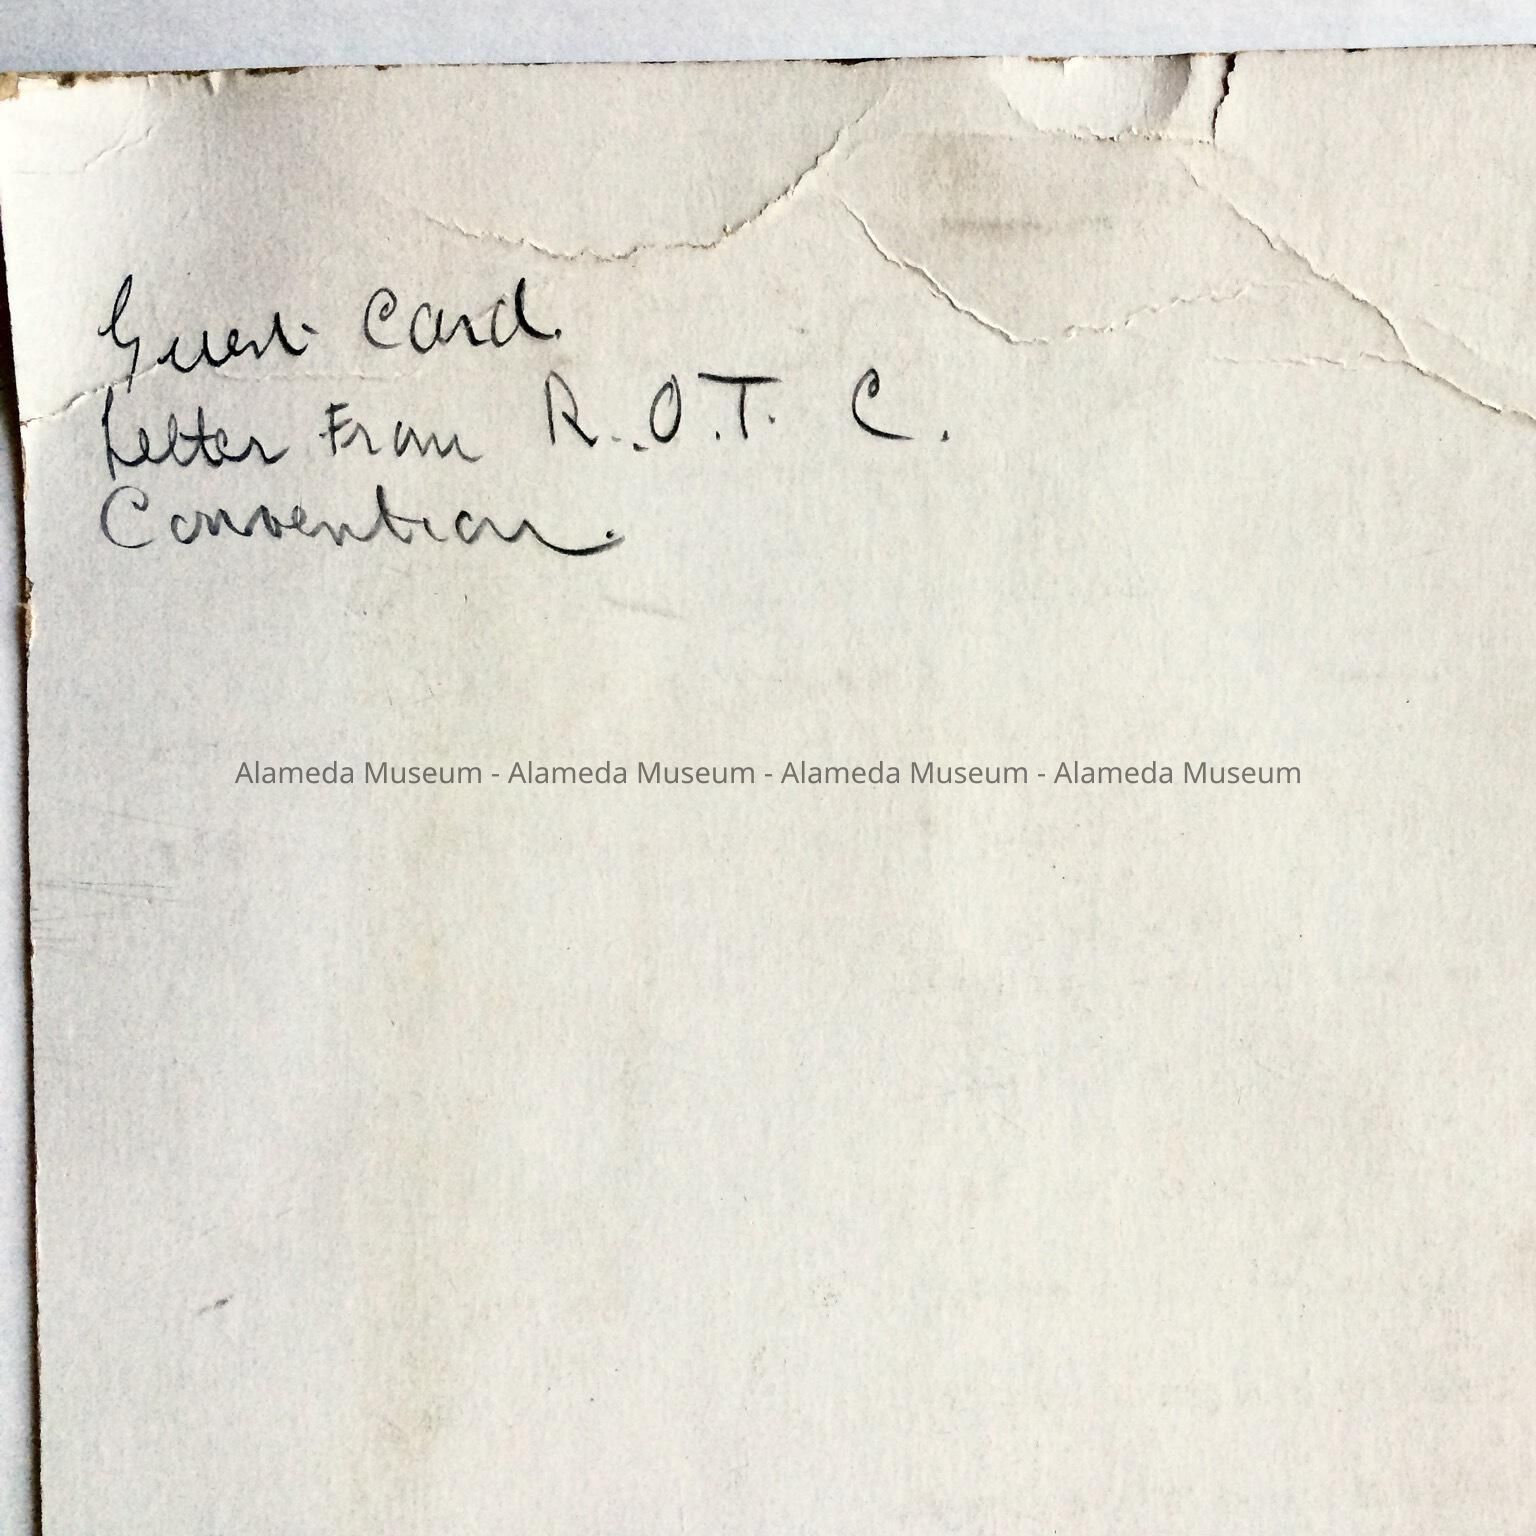 Guest Card.
Letter From R..O.T. C.
Convention.
Alameda Museum - Alameda Museum - Alameda Museum - Alameda Museum